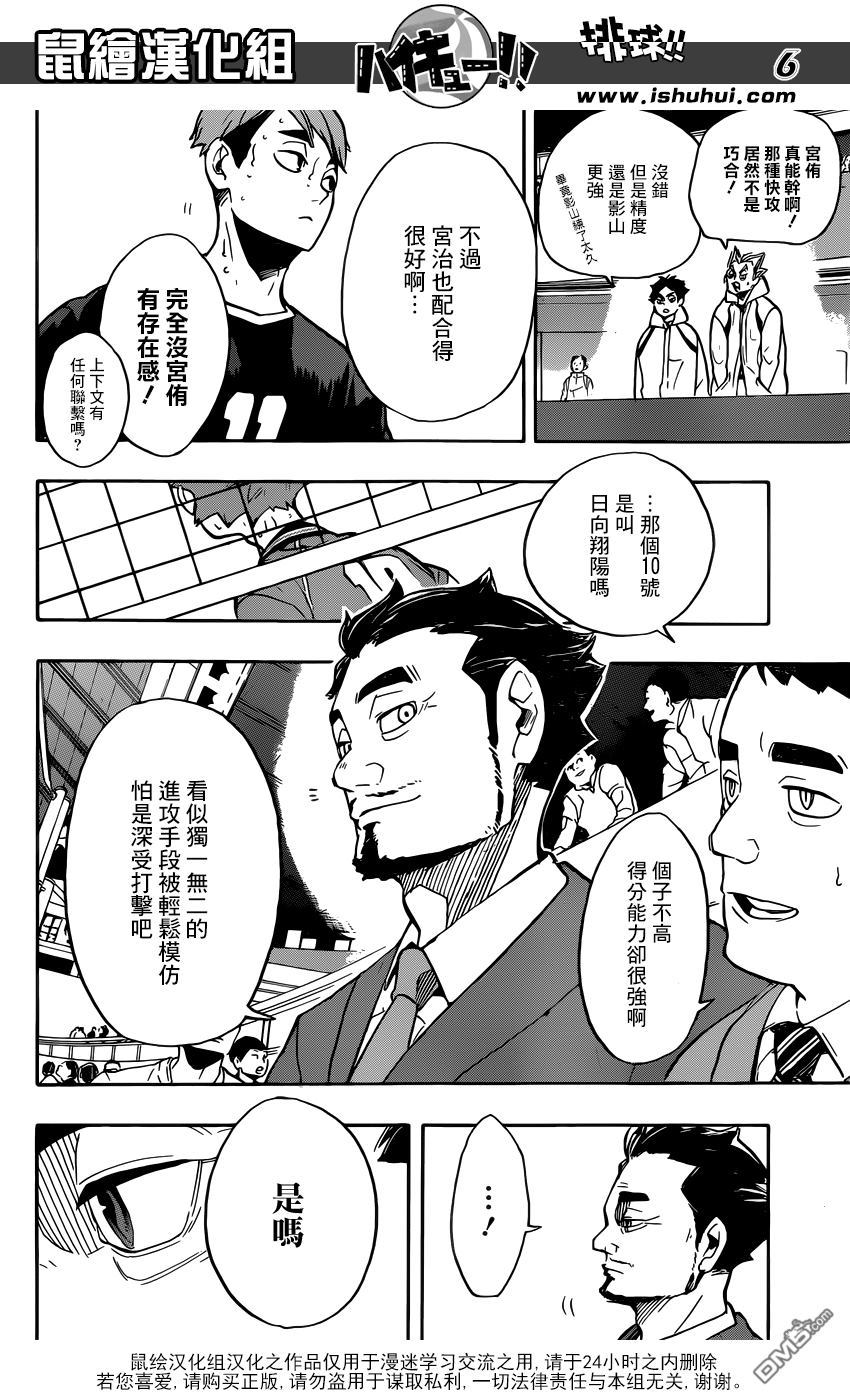 鼠繪漢化組
ハイキュー!!
排球!!
6
www.ishuhui.com
宮侑
真能幹啊!
那種快攻
居然不是
巧合!
沒錯
但是精度
還是影山
更強
畢竟影山練了太久
不過
宮治也配合得
很好啊…
完全沒宮侑
有存在感!
上下文有
任何聯繫嗎?
11
…那個10號
是叫
日向翔陽嗎
個子不高
得分能力卻很強啊
看似獨一無二的
進攻手段被輕鬆模仿
怕是深受打擊吧
…!
是嗎
鼠绘汉化组汉化之作品仅用于漫迷学习交流之用, 请于24小时之内删除
若您喜爱, 请购买正版, 请勿盗用于谋取私利, 一切法律责任与本组无关, 谢谢.
DM5.com